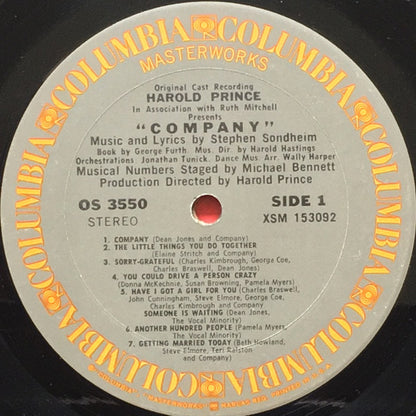 COLUMBIA COLUMBIA COLUMBIA COLUMBIA COLUMBIA COLUMBIA
MASTERWORKS
Original Cast Recording
HAROLD PRINCE
In Association with Ruth Mitchell
Presents
"COMPANY"
Music and Lyrics by Stephen Sondheim
Book by George Furth. Mus. Dir. by Harold Hastings
Orchestrations Jonathan Tunick. Dance Mus. Arr. Wally Harper
Musical Numbers Staged by Michael Bennett
Production Directed by Harold Prince
OS 3550
SIDE 1
STEREO
XSM 153092
1. COMPANY (Dean Jones and Company)
2. THE LITTLE THINGS YOU DO TOGETHER
(Elaine Stritch and Company)
3. SORRY-GRATEFUL (Charles Kimbrough, George Coe,
Charles Braswell, Dean Jones)
4. YOU COULD DRIVE A PERSON CRAZY
(Donna McKechnie, Susan Browning, Pamela Myers)
5. HAVE I GOT A GIRL FOR YOU (Charles Braswell,
John Cunningham, Steve Elmore, George Coe,
Charles Kimbrough and Company
SOMEONE IS WAITING (Dean Jones,
The Vocal Minority)
6. ANOTHER HUNDRED PEOPLE (Pamela Myers,
The Vocal Minority)
7. GETTING MARRIED TODAY (Beth Howland,
Steve Elmore, Teri Ralston
and Company)